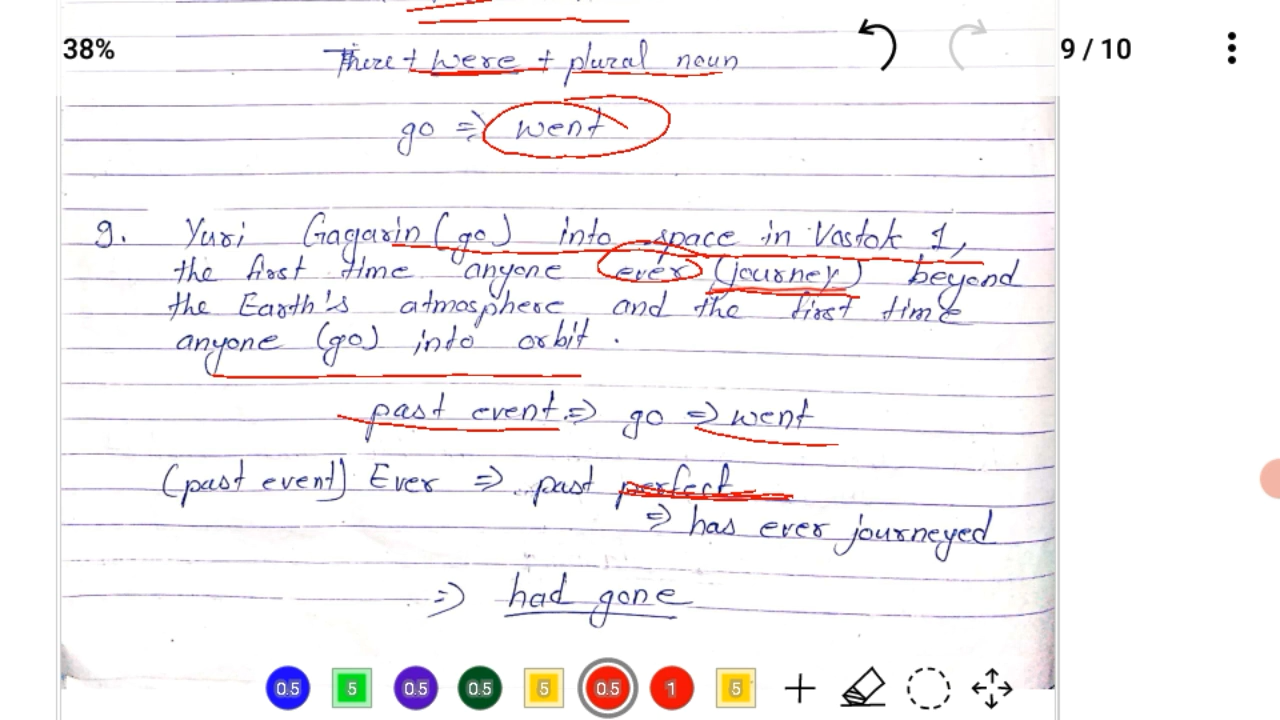 38%
There + were + plural noun
9 / 10
go ⇒ went
9. Yuri Gagarin (go) into space in Vostok 1,
the first time anyone ever (journey) beyond
the Earth's atmosphere and the first time
anyone (go) into orbit.
past event ⇒ go ⇒ went
(past event) Ever ⇒ past perfect
⇒ has ever journeyed
⇒ had gone
0.5 5 0.5 0.5 5 0.5 1 5